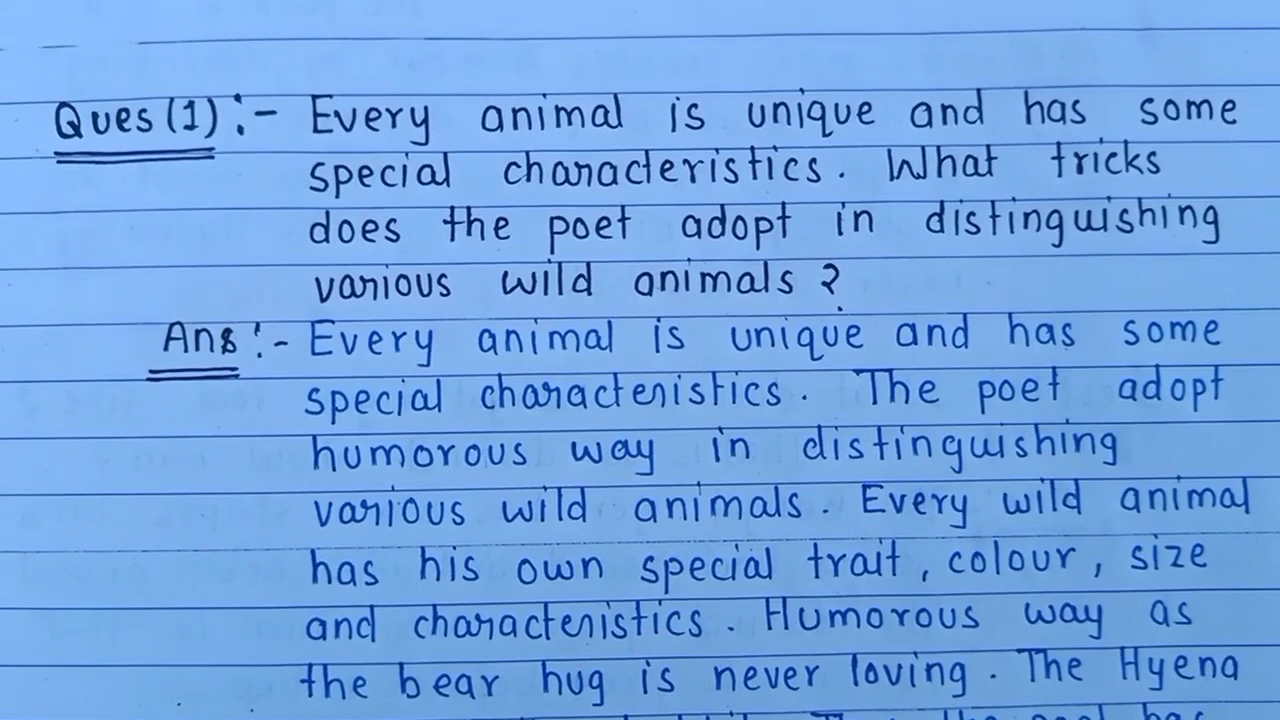 Ques (1) :- Every animal is unique and has some
special characteristics. What tricks
does the poet adopt in distinguishing
various wild animals ?
Ans :- Every animal is unique and has some
special characteristics. The poet adopt
humorous way in distinguishing
various wild animals. Every wild animal
has his own special trait, colour, size
and characteristics. Humorous way as
the bear hug is never loving. The Hyena